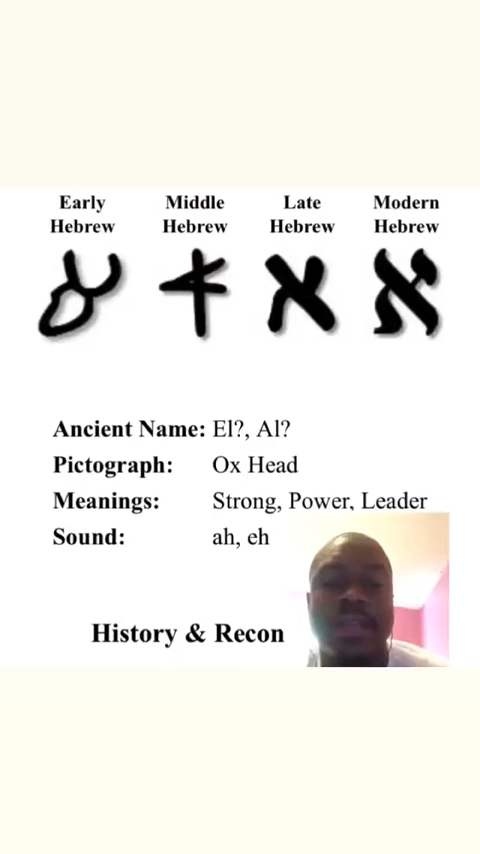 Early Hebrew
Middle Hebrew
Late Hebrew
Modern Hebrew
א
Ancient Name: El?, Al?
Pictograph: Ox Head
Meanings: Strong, Power, Leader
Sound: ah, eh
History & Recon